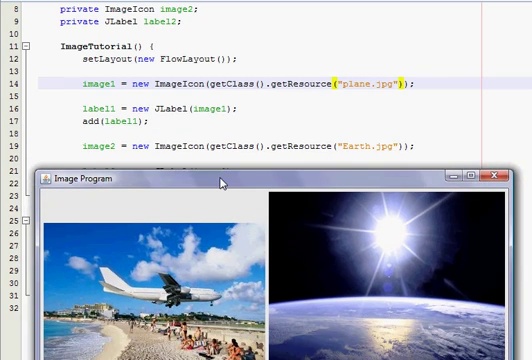 8 private ImageIcon image2;
9 private JLabel label2;
10
11 ImageTutorial() {
12 setLayout(new FlowLayout());
13
14 image1 = new ImageIcon(getClass().getResource("plane.jpg"));
15
16 label1 = new JLabel(image1);
17 add(label1);
18
19 image2 = new ImageIcon(getClass().getResource("Earth.jpg"));
20
21
22
23
Image Program
25
26
27
28
29
30
31
32